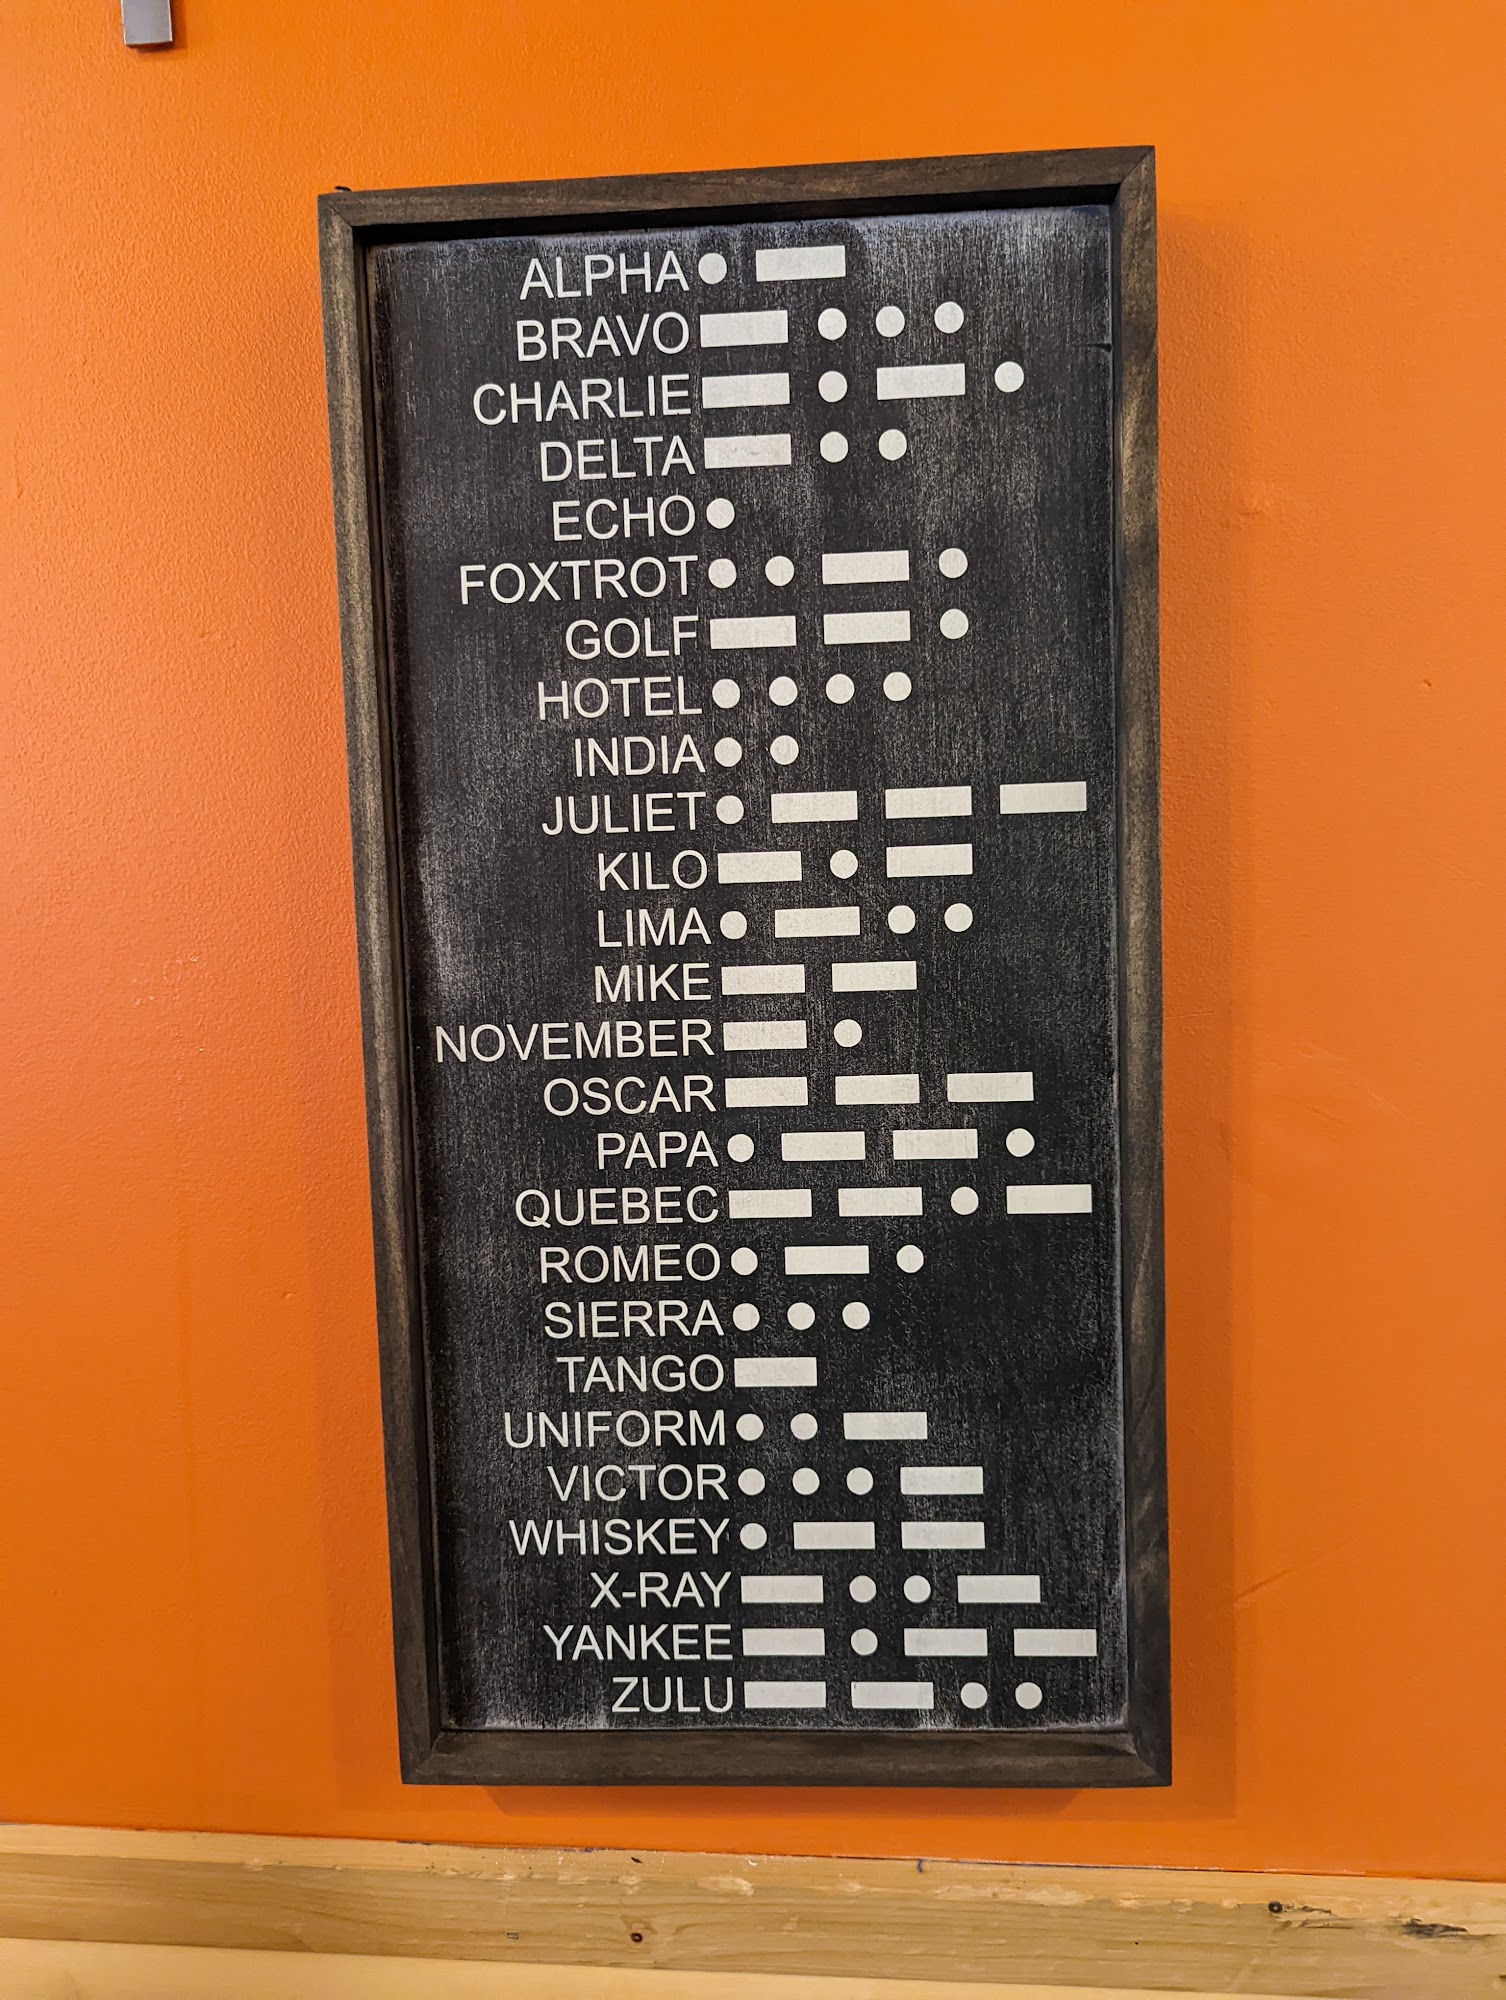 ALPHA ● ▬
BRAVO ▬ ● ● ●
CHARLIE ▬ ● ▬ ●
DELTA ▬ ● ●
ECHO ●
FOXTROT ● ● ▬ ●
GOLF ▬ ▬ ●
HOTEL ● ● ● ●
INDIA ● ●
JULIET ● ▬ ▬ ▬
KILO ▬ ● ▬
LIMA ● ▬ ● ●
MIKE ▬ ▬
NOVEMBER ▬ ●
OSCAR ▬ ▬ ▬
PAPA ● ▬ ▬ ●
QUEBEC ▬ ▬ ● ▬
ROMEO ● ▬ ●
SIERRA ● ● ●
TANGO ▬
UNIFORM ● ● ▬
VICTOR ● ● ● ▬
WHISKEY ● ▬ ▬
X-RAY ▬ ● ● ▬
YANKEE ▬ ● ▬ ▬
ZULU ▬ ▬ ● ●